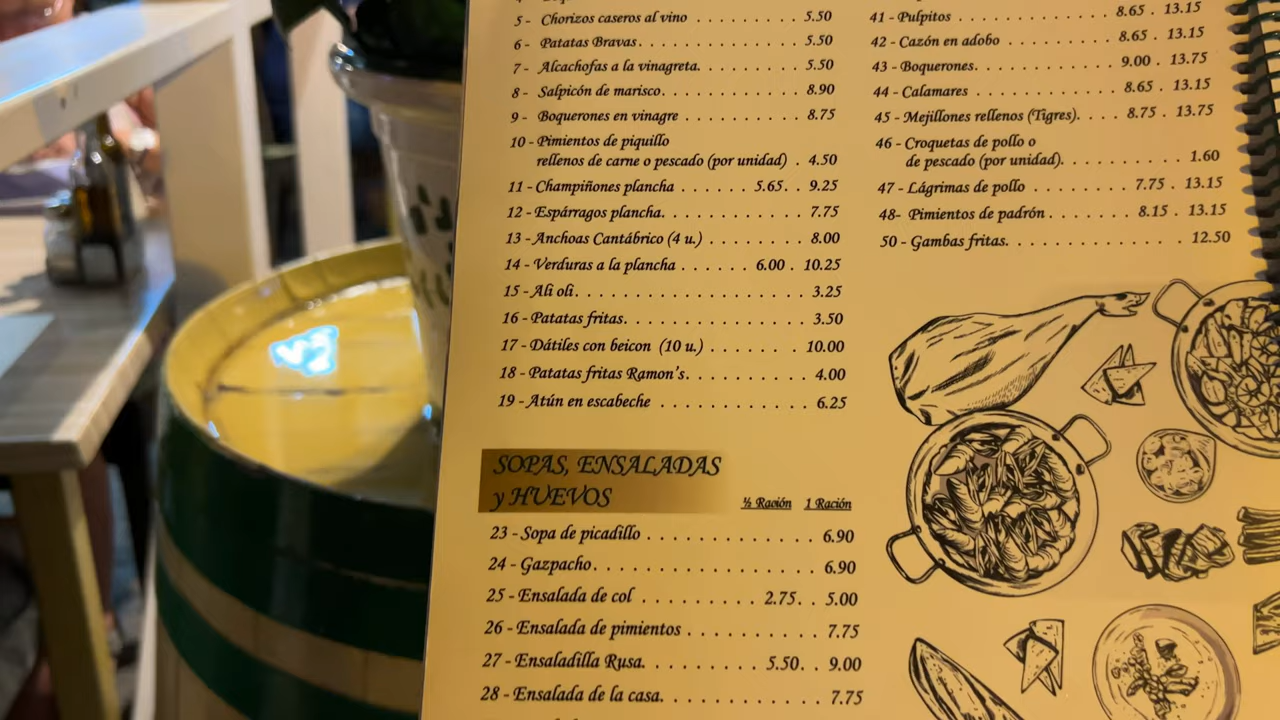 5 - Chorizos caseros al vino . . . . . . . . . . . 5.50
6 - Patatas Bravas. . . . . . . . . . . . . . . . 5.50
7 - Alcachofas a la vinagreta. . . . . . . . . . 5.50
8 - Salpicón de marisco. . . . . . . . . . . . . . 8.90
9 - Boquerones en vinagre . . . . . . . . . . . . 8.75
10 - Pimientos de piquillo
rellenos de carne o pescado (por unidad) . 4.50
11 - Champiñones plancha . . . . . . 5.65. . 9.25
12 - Espárragos plancha. . . . . . . . . . . . . 7.75
13 - Anchoas Cantábrico (4 u.) . . . . . . . . . 8.00
14 - Verduras a la plancha . . . . . . 6.00 . 10.25
15 - Ali oli. . . . . . . . . . . . . . . . . . . . 3.25
16 - Patatas fritas. . . . . . . . . . . . . . . . 3.50
17 - Dátiles con beicon (10 u.) . . . . . . . . 10.00
18 - Patatas fritas Ramon's. . . . . . . . . . . 4.00
19 - Atún en escabeche . . . . . . . . . . . . . 6.25
SOPAS, ENSALADAS
y HUEVOS
½ Ración 1 Ración
23 - Sopa de picadillo . . . . . . . . . . . . . 6.90
24 - Gazpacho. . . . . . . . . . . . . . . . . . 6.90
25 - Ensalada de col . . . . . . . . . 2.75. . 5.00
26 - Ensalada de pimientos . . . . . . . . . . 7.75
27 - Ensaladilla Rusa. . . . . . . . . 5.50. . 9.00
28 - Ensalada de la casa. . . . . . . . . . . . 7.75
41 - Pulpitos . . . . . . . . . . . . 8.65 . 13.15
42 - Cazón en adobo . . . . . . . . 8.65 . 13.15
43 - Boquerones. . . . . . . . . . . 9.00 . 13.75
44 - Calamares . . . . . . . . . . . 8.65 . 13.15
45 - Mejillones rellenos (Tigres). . . . 8.75 . 13.75
46 - Croquetas de pollo o
de pescado (por unidad). . . . . . . . . . 1.60
47 - Lágrimas de pollo . . . . . . . 7.75 . 13.15
48- Pimientos de padrón . . . . . . . 8.15 . 13.15
50 - Gambas fritas. . . . . . . . . . . . . . 12.50